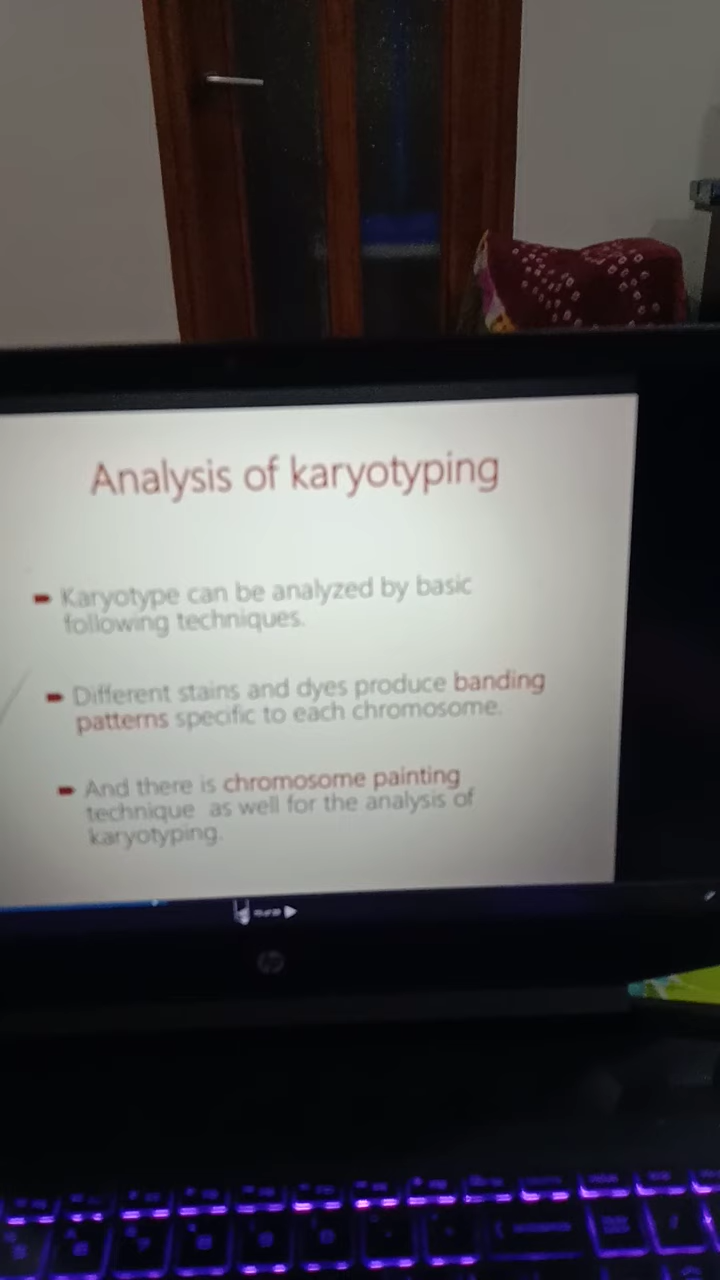 Analysis of karyotyping
Karyotype can be analyzed by basic
following techniques.
Different stains and dyes produce banding
patterns specific to each chromosome.
And there is chromosome painting
technique as well for the analysis of
karyotyping.
hp